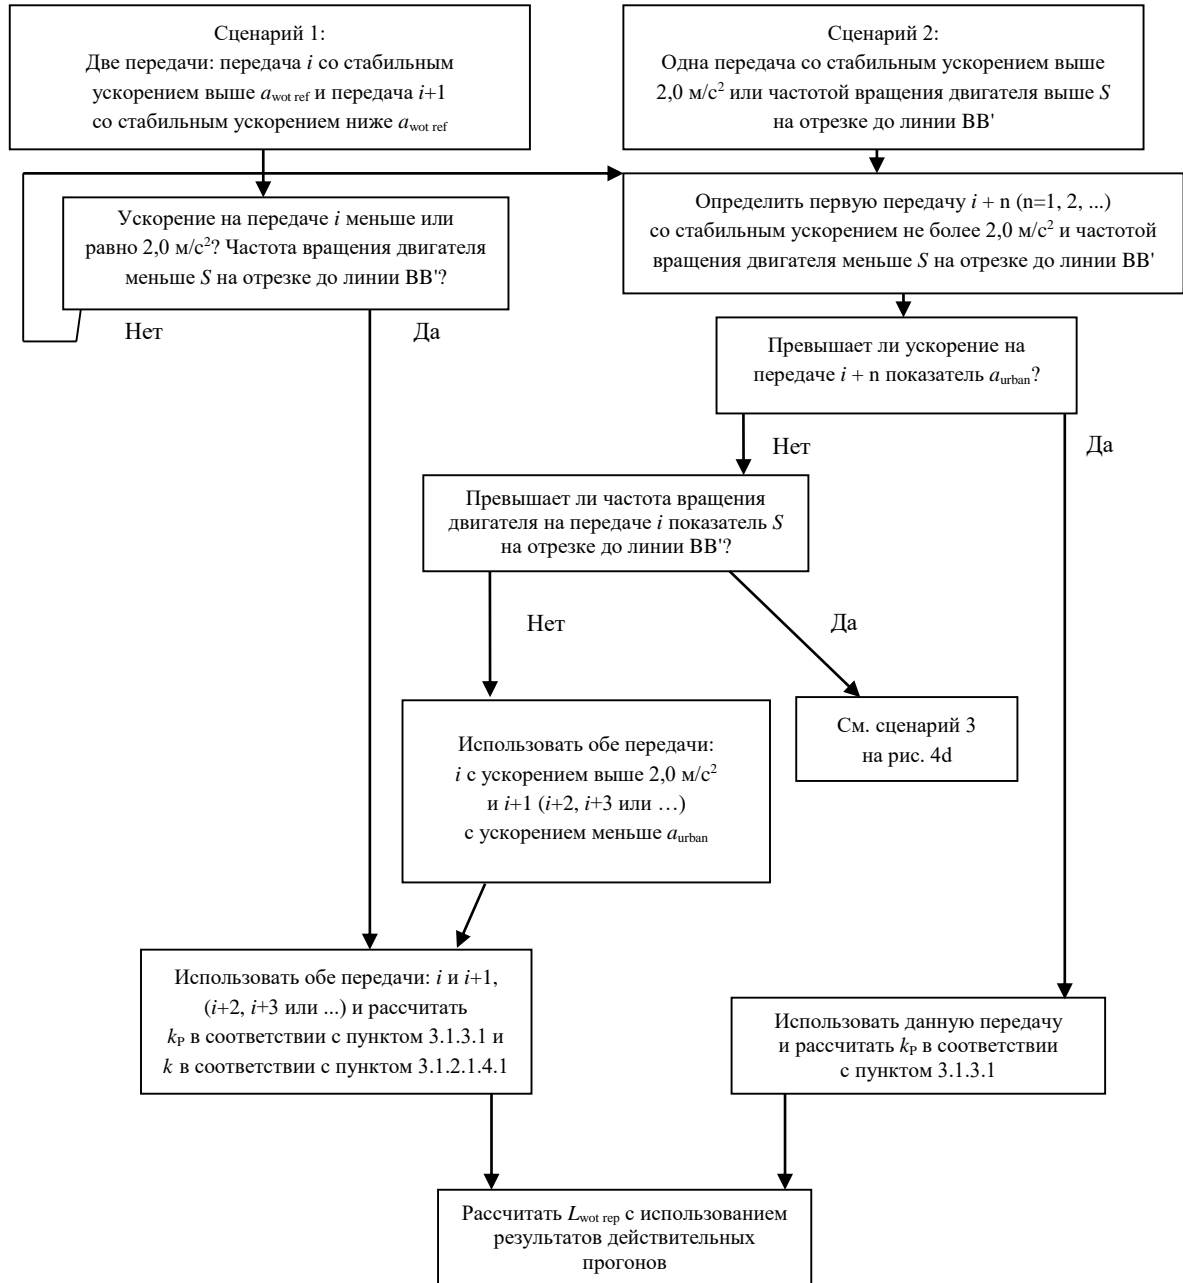 Сценарий 1:
Две передачи: передача i со стабильным
ускорением выше a wot ref и передача i+1
со стабильным ускорением ниже a wot ref
Сценарий 2:
Одна передача со стабильным ускорением выше
2,0 м/с² или частотой вращения двигателя выше S
на отрезке до линии BB'
Ускорение на передаче i меньше или
равно 2,0 м/с²? Частота вращения двигателя
меньше S на отрезке до линии BB'?
Определить первую передачу i + n (n=1, 2, ...)
со стабильным ускорением не более 2,0 м/с² и частотой
вращения двигателя меньше S на отрезке до линии BB'
Нет
Да
Превышает ли ускорение на
передаче i + n показатель a urban?
Нет
Да
Превышает ли частота вращения
двигателя на передаче i показатель S
на отрезке до линии BB'?
Нет
Да
Использовать обе передачи:
i с ускорением выше 2,0 м/с²
и i+1 (i+2, i+3 или …)
с ускорением меньше a urban
См. сценарий 3
на рис. 4d
Использовать обе передачи: i и i+1,
(i+2, i+3 или ...) и рассчитать
kP в соответствии с пунктом 3.1.3.1 и
k в соответствии с пунктом 3.1.2.1.4.1
Использовать данную передачу
и рассчитать kP в соответствии
с пунктом 3.1.3.1
Рассчитать L wot rep с использованием
результатов действительных
прогонов